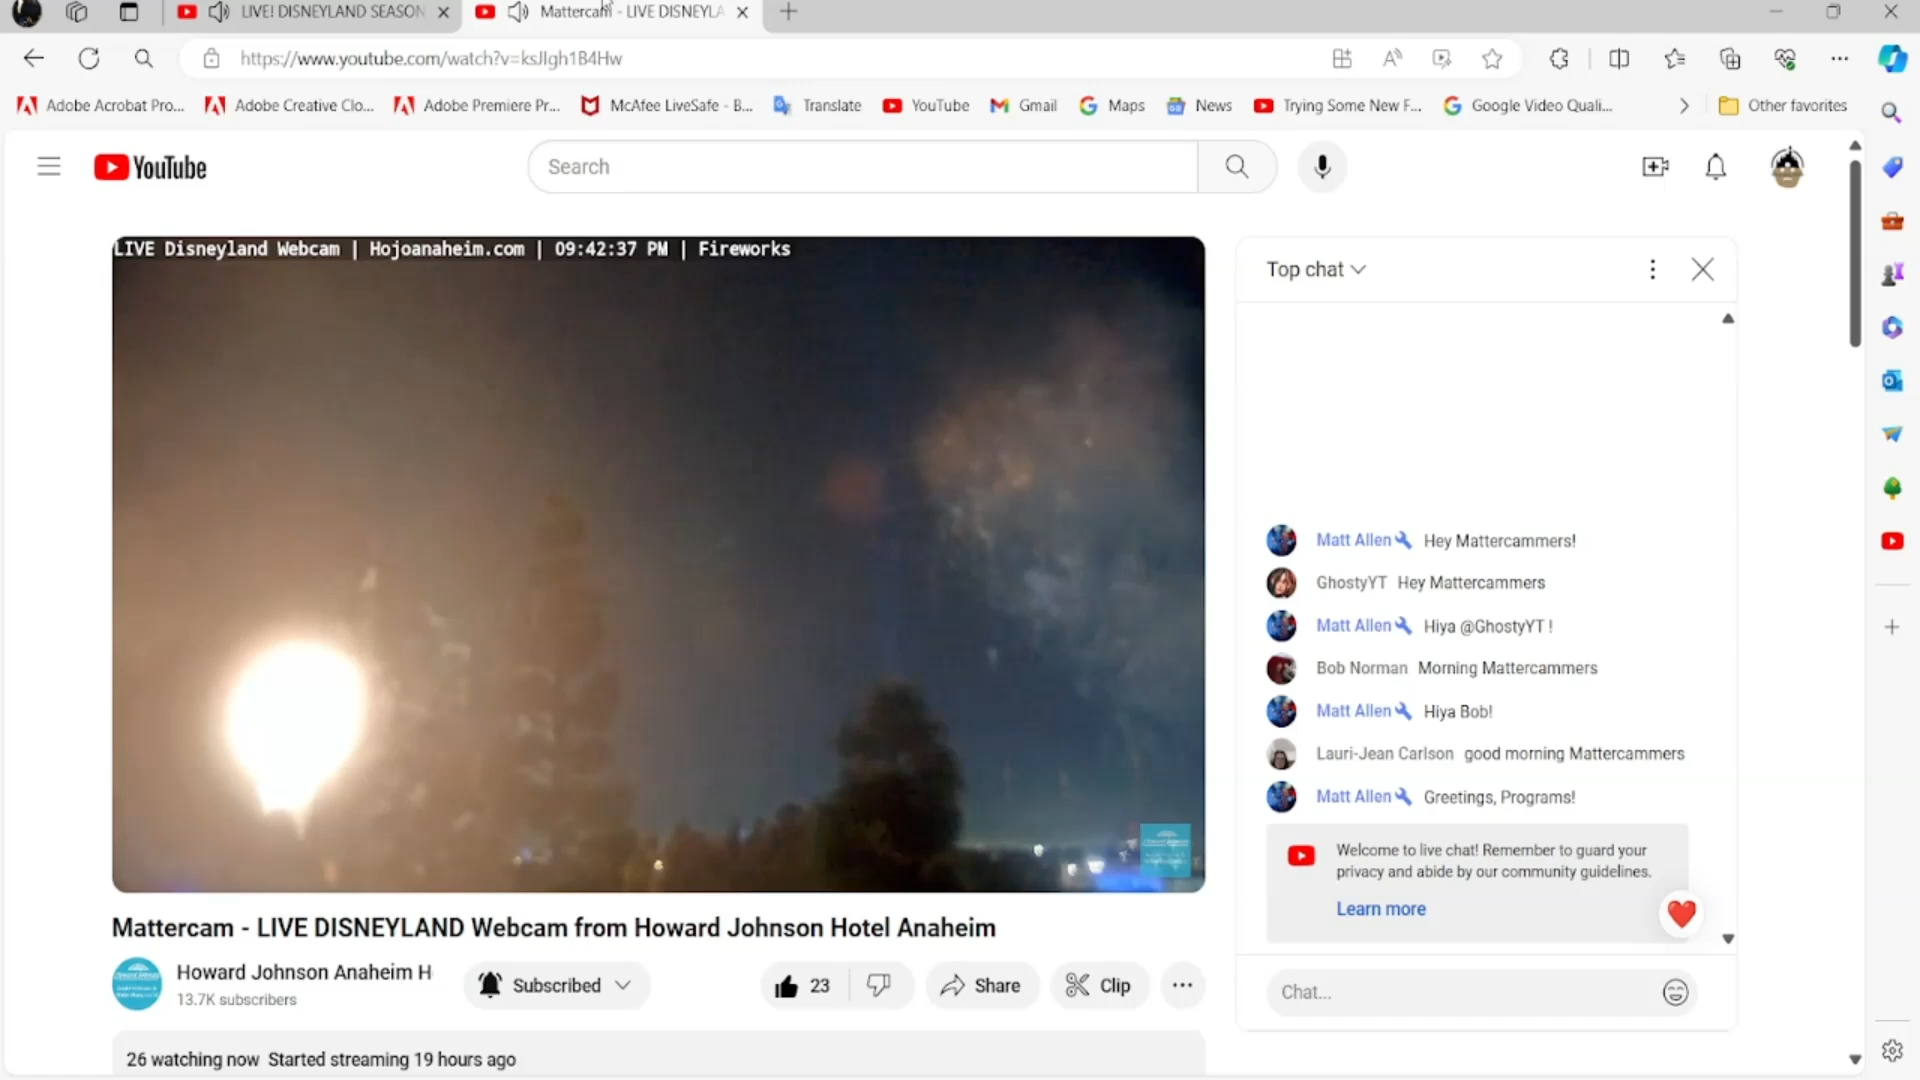 LIVE! DISNEYLAND SEASON
Mattercam - LIVE DISNEYLA
https://www.youtube.com/watch?v=ksJIgh1B4Hw
Adobe Acrobat Pro...
Adobe Creative Clo...
Adobe Premiere Pr...
McAfee LiveSafe - B...
Translate
YouTube
Gmail
Maps
News
Trying Some New F...
Google Video Quali...
Other favorites
YouTube
Search
LIVE Disneyland Webcam | Hojoanaheim.com | 09:42:37 PM | Fireworks
Top chat
Matt Allen Hey Mattercammers!
GhostyYT Hey Mattercammers
Matt Allen Hiya @GhostyYT !
Bob Norman Morning Mattercammers
Matt Allen Hiya Bob!
Lauri-Jean Carlson good morning Mattercammers
Matt Allen Greetings, Programs!
Welcome to live chat! Remember to guard your
privacy and abide by our community guidelines.
Learn more
Chat...
Mattercam - LIVE DISNEYLAND Webcam from Howard Johnson Hotel Anaheim
Howard Johnson Anaheim H
13.7K subscribers
Subscribed
23
Share
Clip
26 watching now Started streaming 19 hours ago